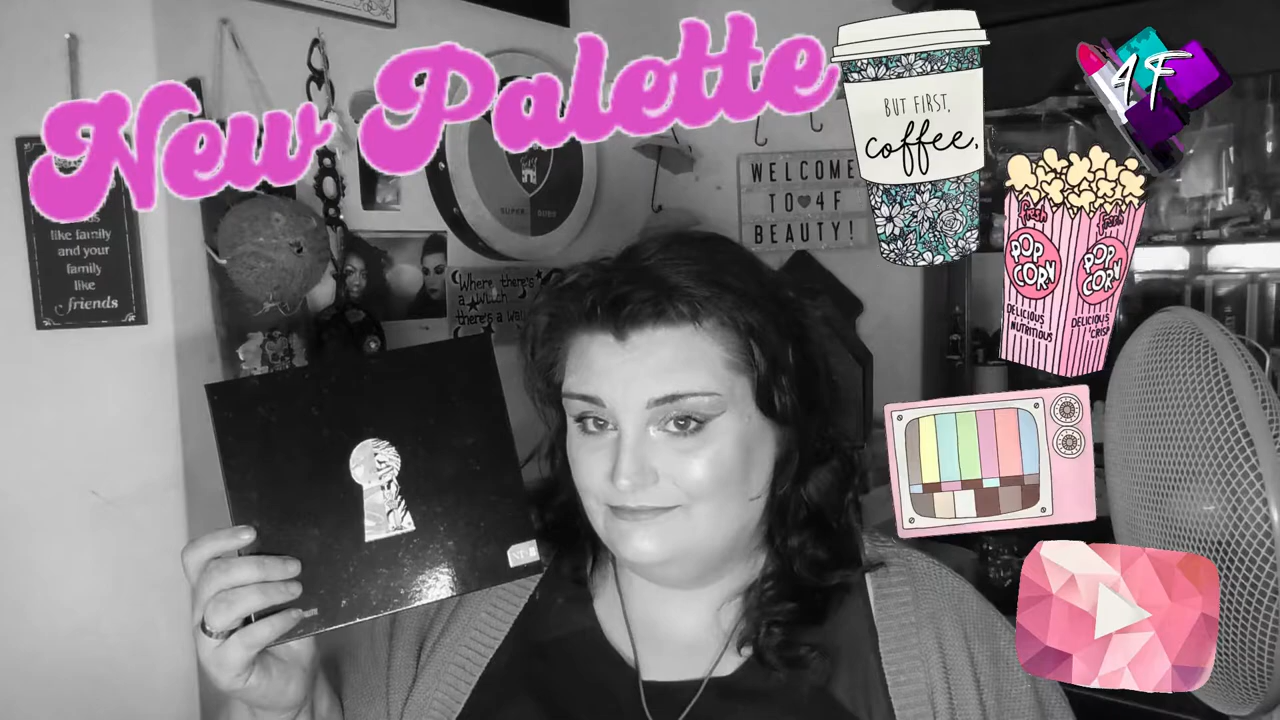 New Palette
BUT FIRST,
coffee.
4F
WELCOME
TO♥4F
BEAUTY!
fresh
fresh
POP
CORN
POP
CORN
DELICIOUS
NUTRITIOUS
DELICIOUS
CRISP
like family
and your
family
like
friends
SUPER
Where there's
a witch
there's a